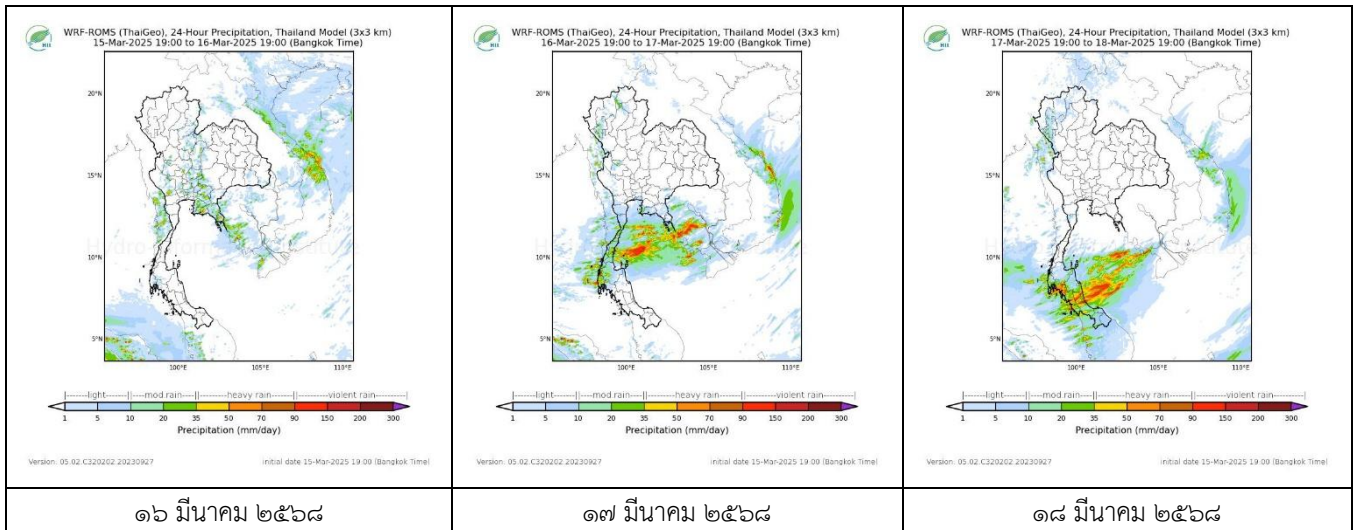 WRF-ROMS (ThaiGeo), 24-Hour Precipitation, Thailand Model (3x3 km)
15-Mar-2025 19:00 to 16-Mar-2025 19:00 (Bangkok Time)
HII
20°N
15°N
10°N
5°N
100°E 105°E 110°E
Hydro Informatics Institute
light mod rain heavy rain violent rain
1 5 10 20 35 50 70 90 150 200 300
Precipitation (mm/day)
Version: 05.02.C320202.20230927 initial date 15-Mar-2025 19:00 (Bangkok Time)
๑๖ มีนาคม ๒๕๖๘
WRF-ROMS (ThaiGeo), 24-Hour Precipitation, Thailand Model (3x3 km)
16-Mar-2025 19:00 to 17-Mar-2025 19:00 (Bangkok Time)
HII
20°N
15°N
10°N
5°N
100°E 105°E 110°E
Hydro Informatics Institute
light mod rain heavy rain violent rain
1 5 10 20 35 50 70 90 150 200 300
Precipitation (mm/day)
Version: 05.02.C320202.20230927 initial date 15-Mar-2025 19:00 (Bangkok Time)
๑๗ มีนาคม ๒๕๖๘
WRF-ROMS (ThaiGeo), 24-Hour Precipitation, Thailand Model (3x3 km)
17-Mar-2025 19:00 to 18-Mar-2025 19:00 (Bangkok Time)
HII
20°N
15°N
10°N
5°N
100°E 105°E 110°E
Hydro Informatics Institute
light mod rain heavy rain violent rain
1 5 10 20 35 50 70 90 150 200 300
Precipitation (mm/day)
Version: 05.02.C320202.20230927 initial date 15-Mar-2025 19:00 (Bangkok Time)
๑๘ มีนาคม ๒๕๖๘